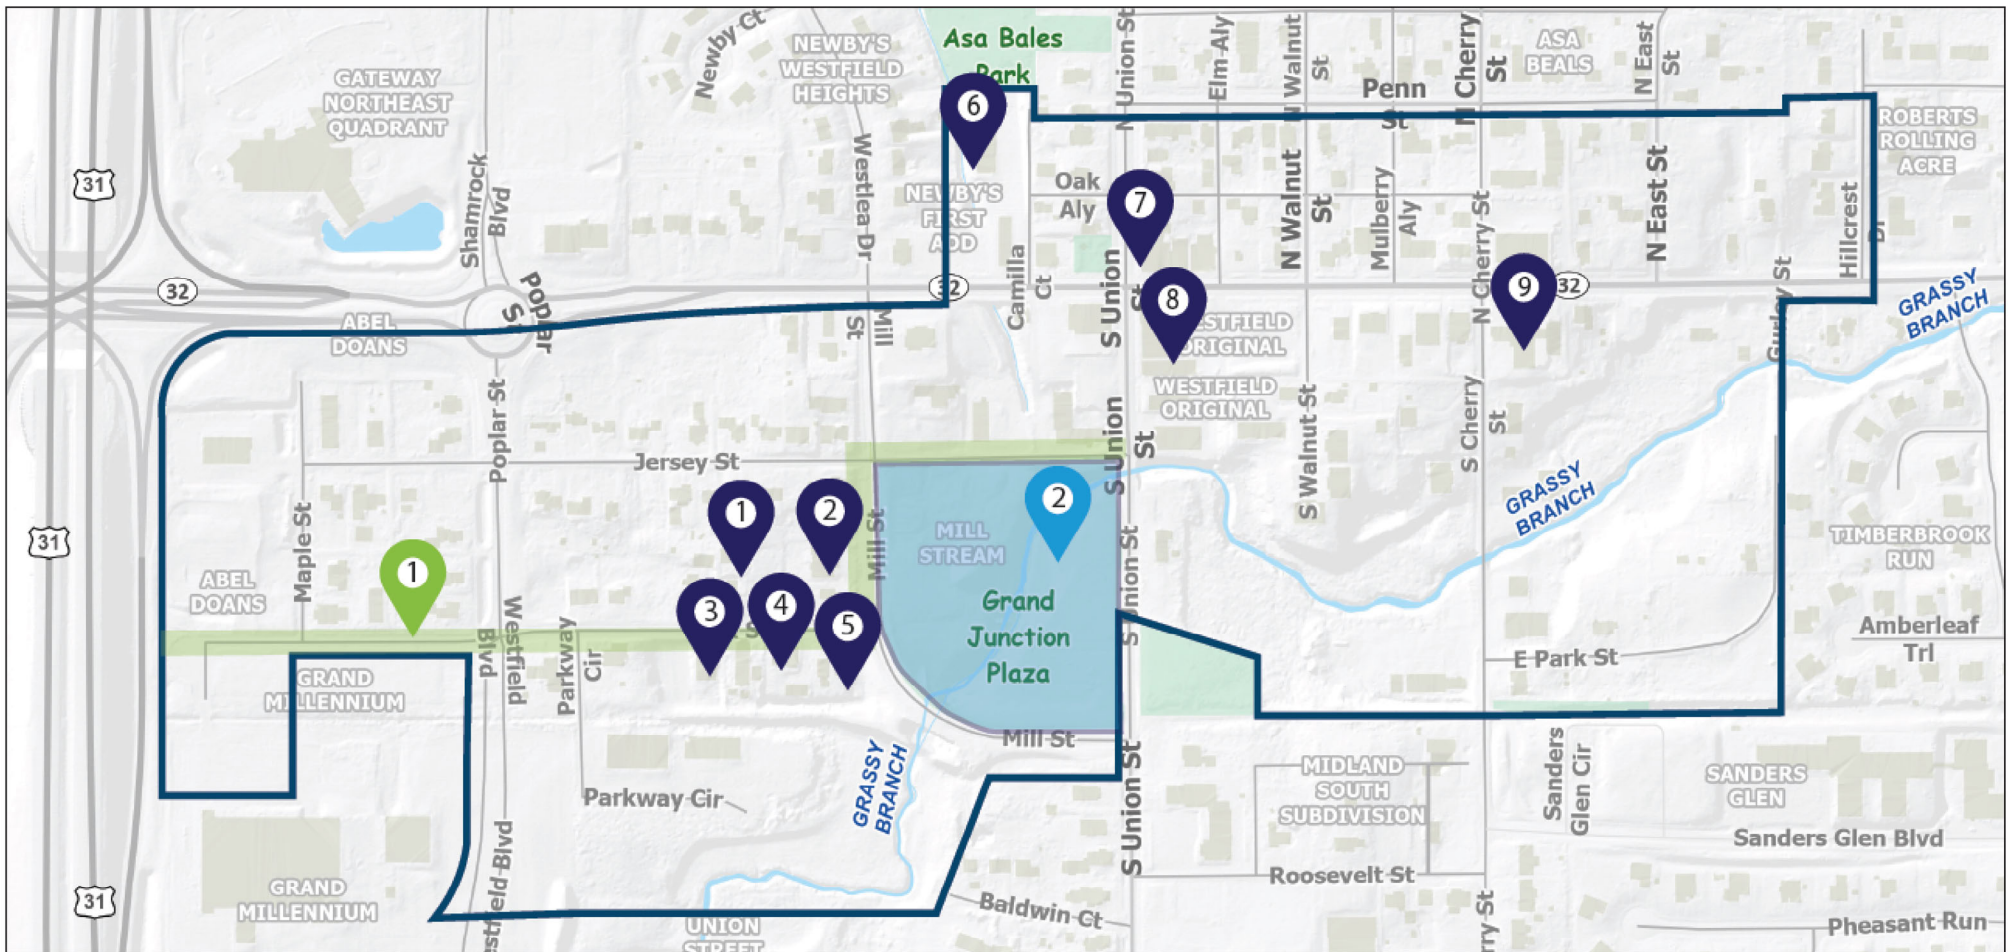 Newby Ct
NEWBY'S
WESTFIELD
HEIGHTS
Asa Bales
Park
N Union St
Elm Aly
N Walnut
St
N Cherry
St
ASA
BEALS
N East
St
GATEWAY
NORTHEAST
QUADRANT
Penn
St
6
ROBERTS
ROLLING
ACRE
31
Shamrock
Blvd
Westlea Dr
NEWBY'S
FIRST
ADD
Oak
Aly
7
N Walnut
St
Mulberry
Aly
N Cherry St
N East St
Hillcrest
Dr
32
Poplar
St
32
Camilla
Ct
S Union
St
8
9
32
Gurley St
GRASSY
BRANCH
ABEL
DOANS
Mill
St
WESTFIELD
ORIGINAL
WESTFIELD
ORIGINAL
Poplar St
Jersey St
S Union
St
S Walnut St
S Cherry
St
GRASSY
BRANCH
31
Maple St
1
1
2
Mill St
MILL
STREAM
2
S Union St
TIMBERBROOK
RUN
ABEL
DOANS
3
4
5
Grand
Junction
Plaza
Westfield
Blvd
Parkway
Cir
E Park St
Amberleaf
Trl
GRAND
MILLENNIUM
Mill St
GRASSY
BRANCH
S Union St
MIDLAND
SOUTH
SUBDIVISION
Sanders
Glen Cir
SANDERS
GLEN
Parkway Cir
Sanders Glen Blvd
31
GRAND
MILLENNIUM
estfield Blvd
UNION
STREET
Baldwin Ct
Roosevelt St
rry St
Pheasant Run